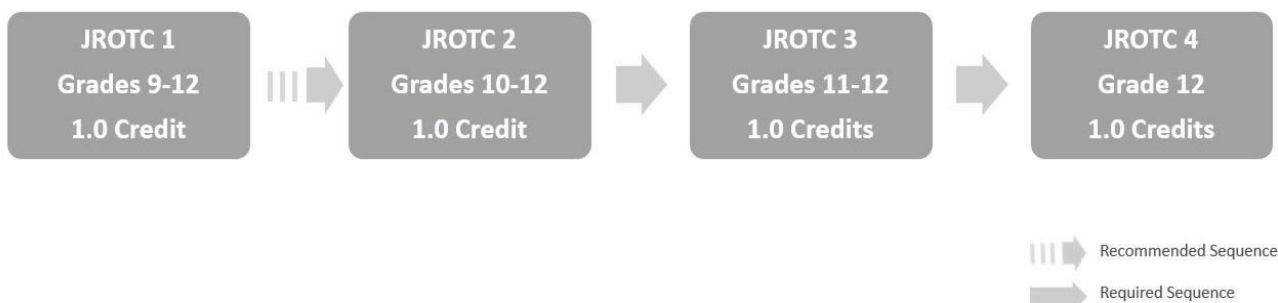 JROTC 1
Grades 9-12
1.0 Credit
JROTC 2
Grades 10-12
1.0 Credit
JROTC 3
Grades 11-12
1.0 Credits
JROTC 4
Grade 12
1.0 Credits
Recommended Sequence
Required Sequence